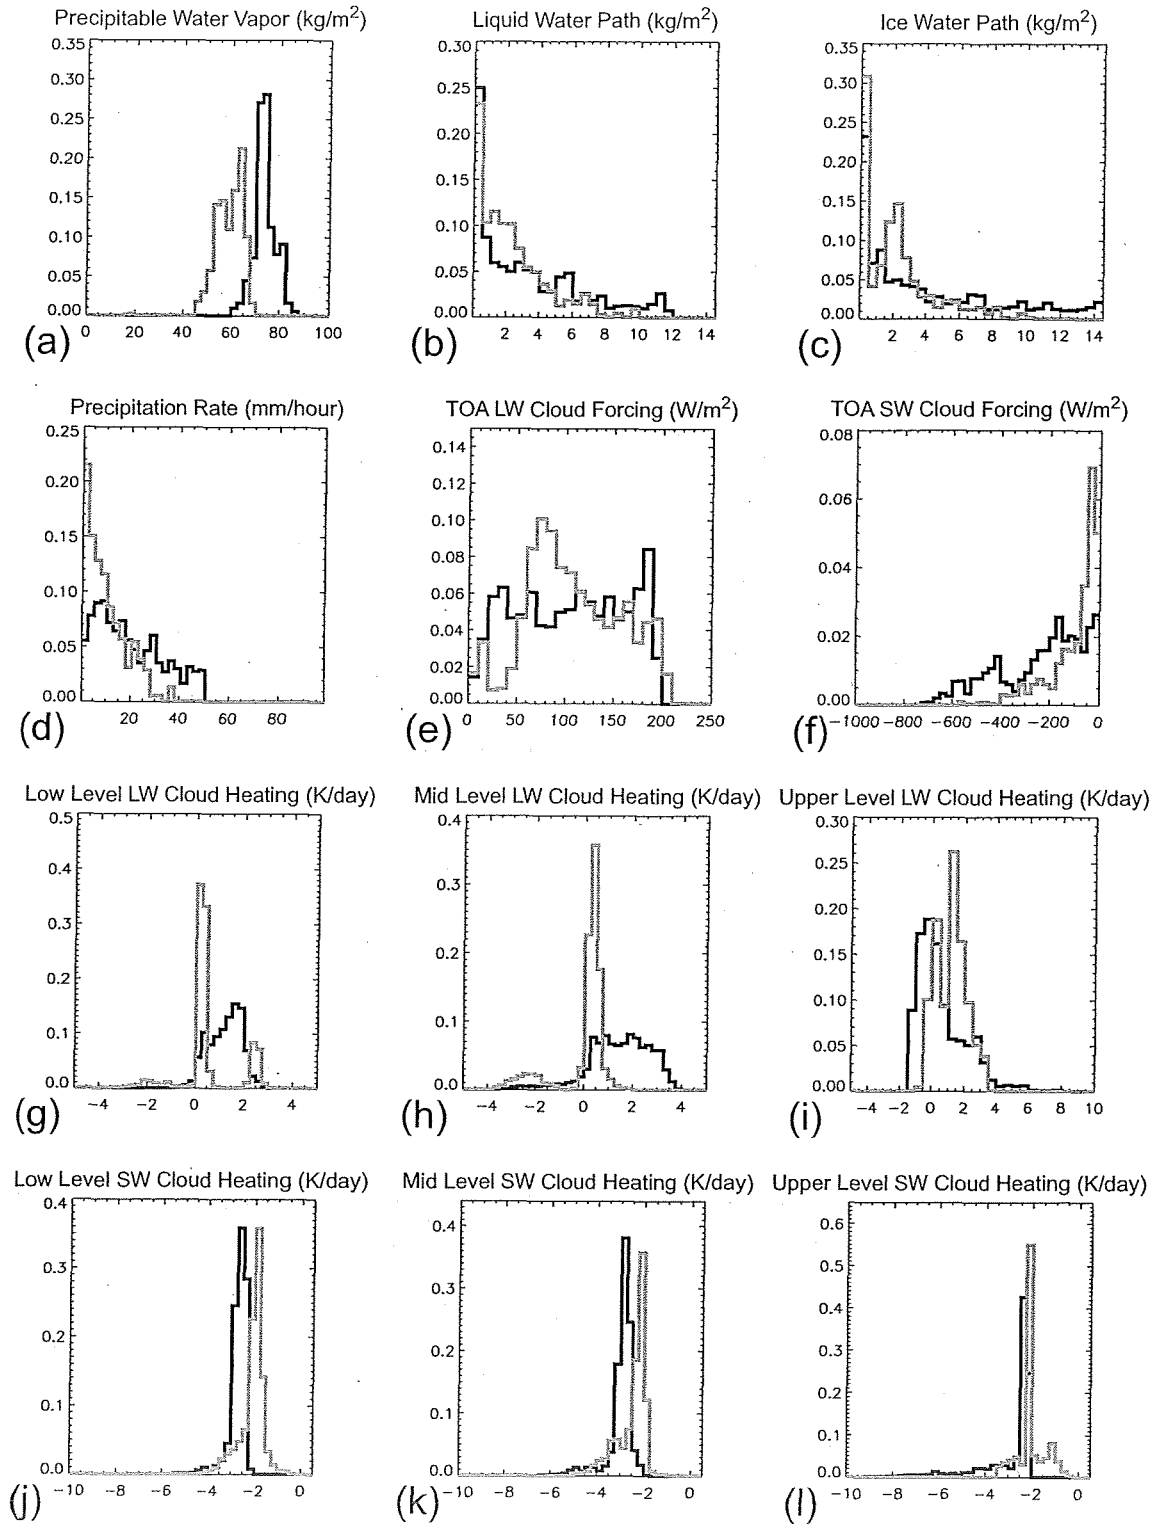 Precipitable Water Vapor (kg/m²) Liquid Water Path (kg/m²) Ice Water Path (kg/m²)
0.35 0.30 0.25 0.20 0.15 0.10 0.05 0.00
0 20 40 60 80 100
(a)
0.30 0.25 0.20 0.15 0.10 0.05 0.00
2 4 6 8 10 12 14
(b)
0.35 0.30 0.25 0.20 0.15 0.10 0.05 0.00
2 4 6 8 10 12 14
(c)
Precipitation Rate (mm/hour) TOA LW Cloud Forcing (W/m²) TOA SW Cloud Forcing (W/m²)
0.25 0.20 0.15 0.10 0.05 0.00
20 40 60 80
(d)
0.14 0.12 0.10 0.08 0.06 0.04 0.02 0.00
0 50 100 150 200 250
(e)
0.08 0.06 0.04 0.02 0.00
-1000 -800 -600 -400 -200 0
(f)
Low Level LW Cloud Heating (K/day) Mid Level LW Cloud Heating (K/day) Upper Level LW Cloud Heating (K/day)
0.5 0.4 0.3 0.2 0.1 0.0
-4 -2 0 2 4
(g)
0.4 0.3 0.2 0.1 0.0
-4 -2 0 2 4
(h)
0.30 0.25 0.20 0.15 0.10 0.05 0.00
-4 -2 0 2 4 6 8 10
(i)
Low Level SW Cloud Heating (K/day) Mid Level SW Cloud Heating (K/day) Upper Level SW Cloud Heating (K/day)
0.4 0.3 0.2 0.1 0.0
-10 -8 -6 -4 -2 0
(j)
0.4 0.3 0.2 0.1 0.0
-10 -8 -6 -4 -2 0
(k)
0.6 0.5 0.4 0.3 0.2 0.1 0.0
-10 -8 -6 -4 -2 0
(l)